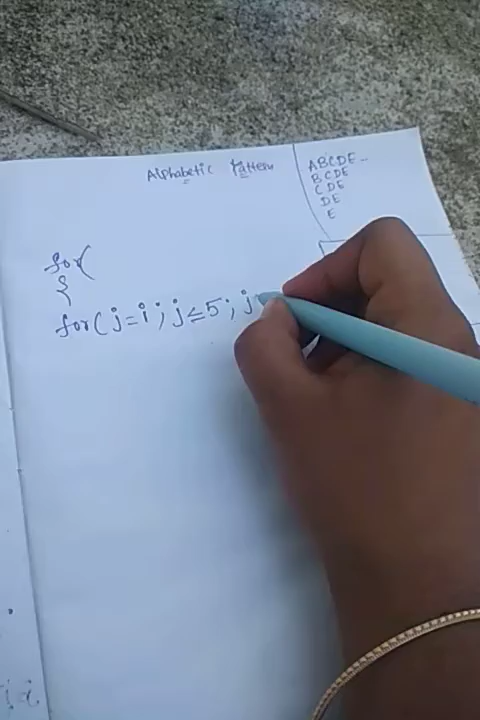 Alphabetic Pattern
ABCDE
BCDE
CDE
DE
E
for(
{
for(j=i; j≤5; j